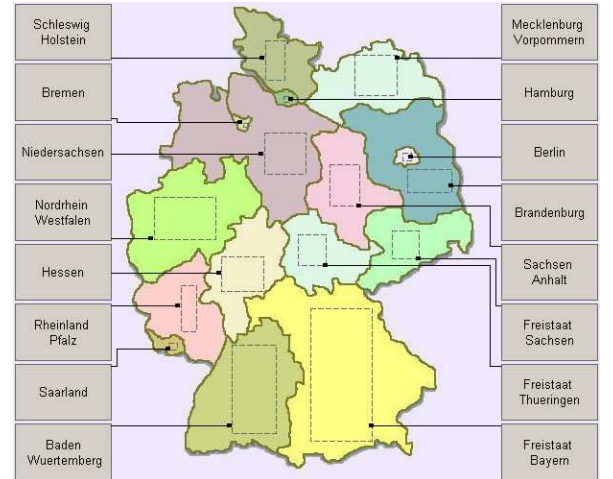 Schleswig
Holstein
Bremen
Niedersachsen
Nordrhein
Westfalen
Hessen
Rheinland
Pfalz
Saarland
Baden
Wuertemberg
Mecklenburg
Vorpommern
Hamburg
Berlin
Brandenburg
Sachsen
Anhalt
Freistaat
Sachsen
Freistaat
Thueringen
Freistaat
Bayern